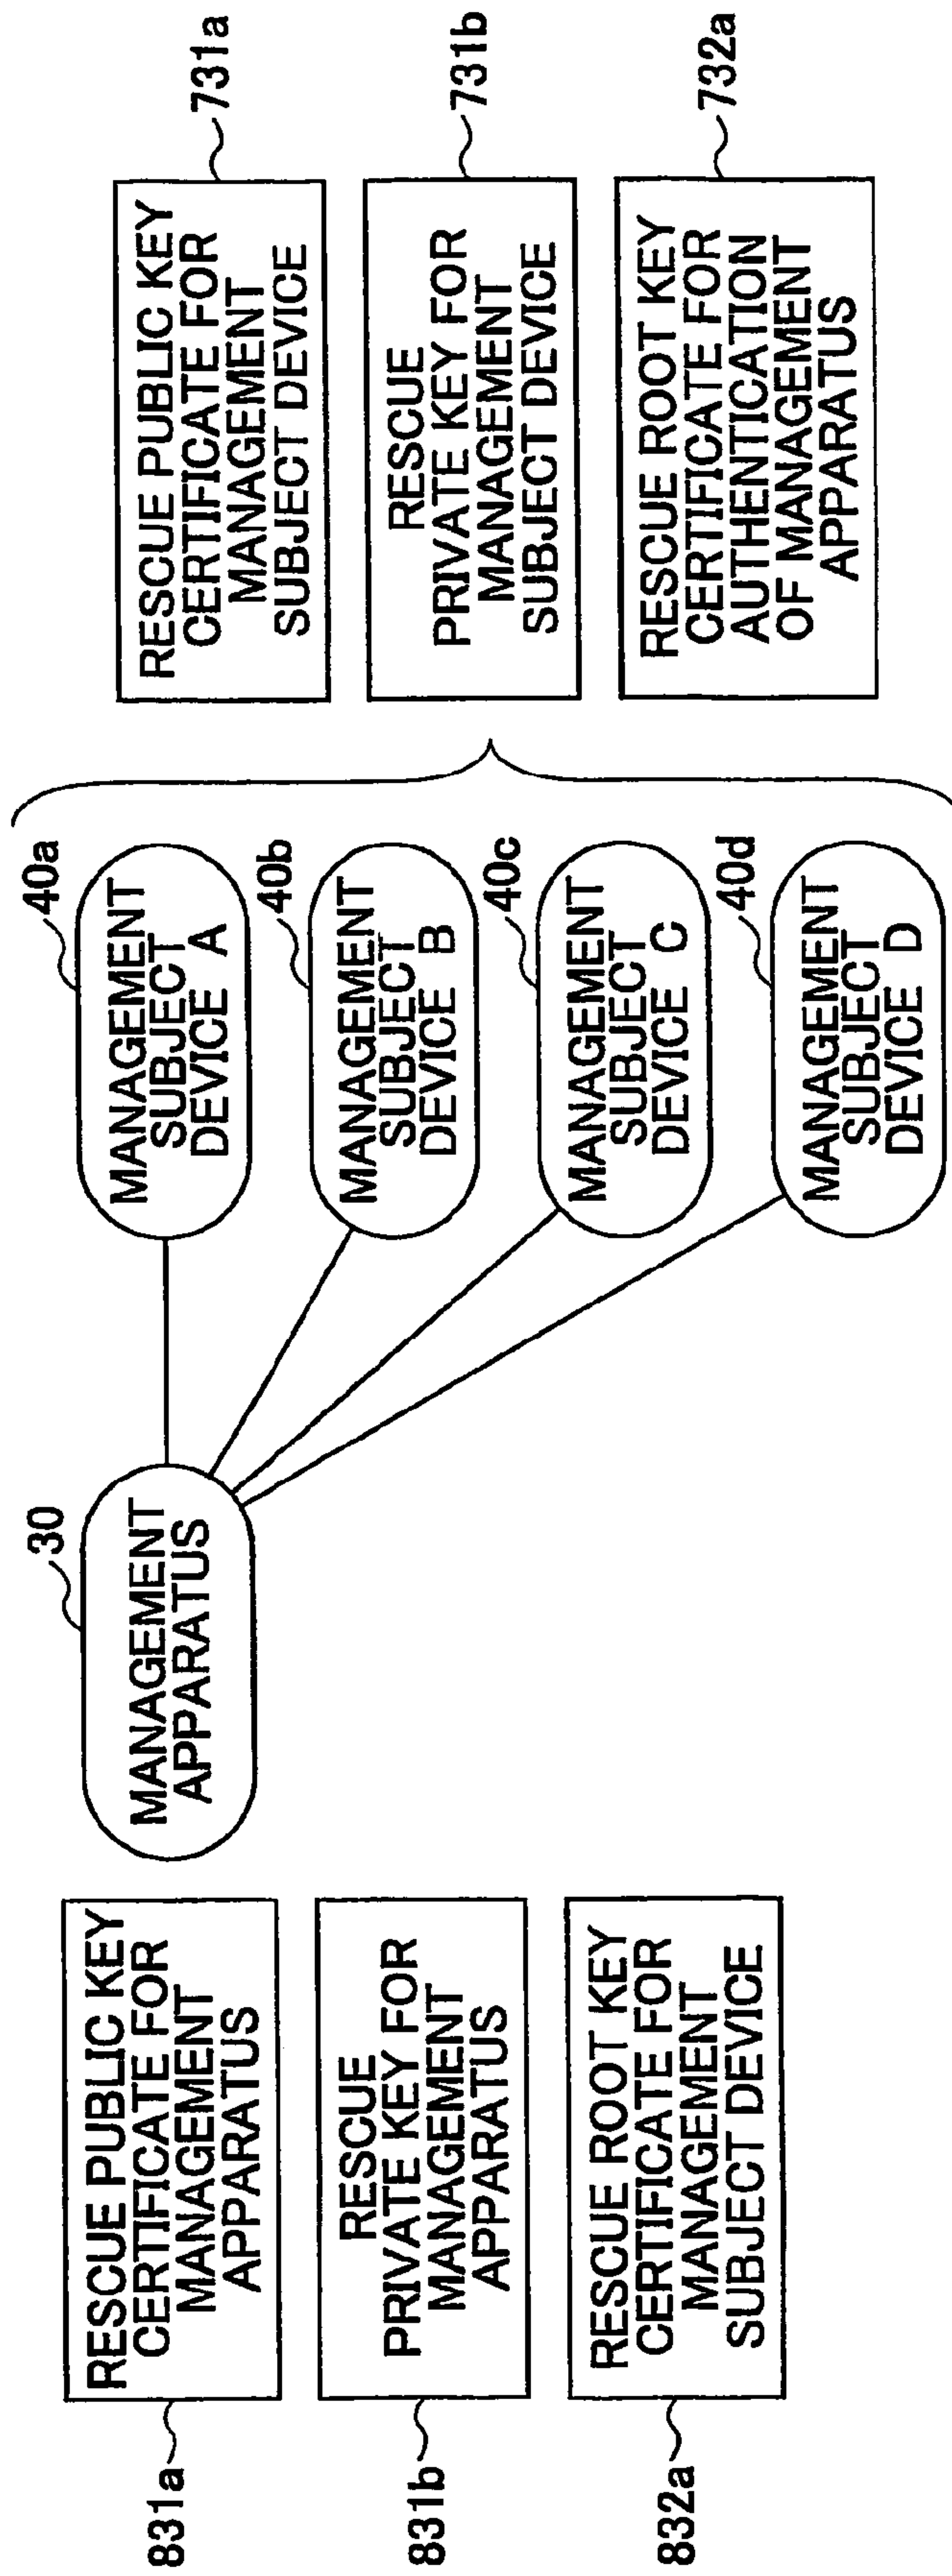 831a
RESCUE PUBLIC KEY
CERTIFICATE FOR
MANAGEMENT
APPARATUS
831b
RESCUE
PRIVATE KEY FOR
MANAGEMENT
APPARATUS
832a
RESCUE ROOT KEY
CERTIFICATE FOR
MANAGEMENT
SUBJECT DEVICE
30
MANAGEMENT
APPARATUS
40a
MANAGEMENT
SUBJECT
DEVICE A
40b
MANAGEMENT
SUBJECT
DEVICE B
40c
MANAGEMENT
SUBJECT
DEVICE C
40d
MANAGEMENT
SUBJECT
DEVICE D
731a
RESCUE PUBLIC KEY
CERTIFICATE FOR
MANAGEMENT
SUBJECT DEVICE
731b
RESCUE
PRIVATE KEY FOR
MANAGEMENT
SUBJECT DEVICE
732a
RESCUE ROOT KEY
CERTIFICATE FOR
AUTHENTICATION
OF MANAGEMENT
APPARATUS